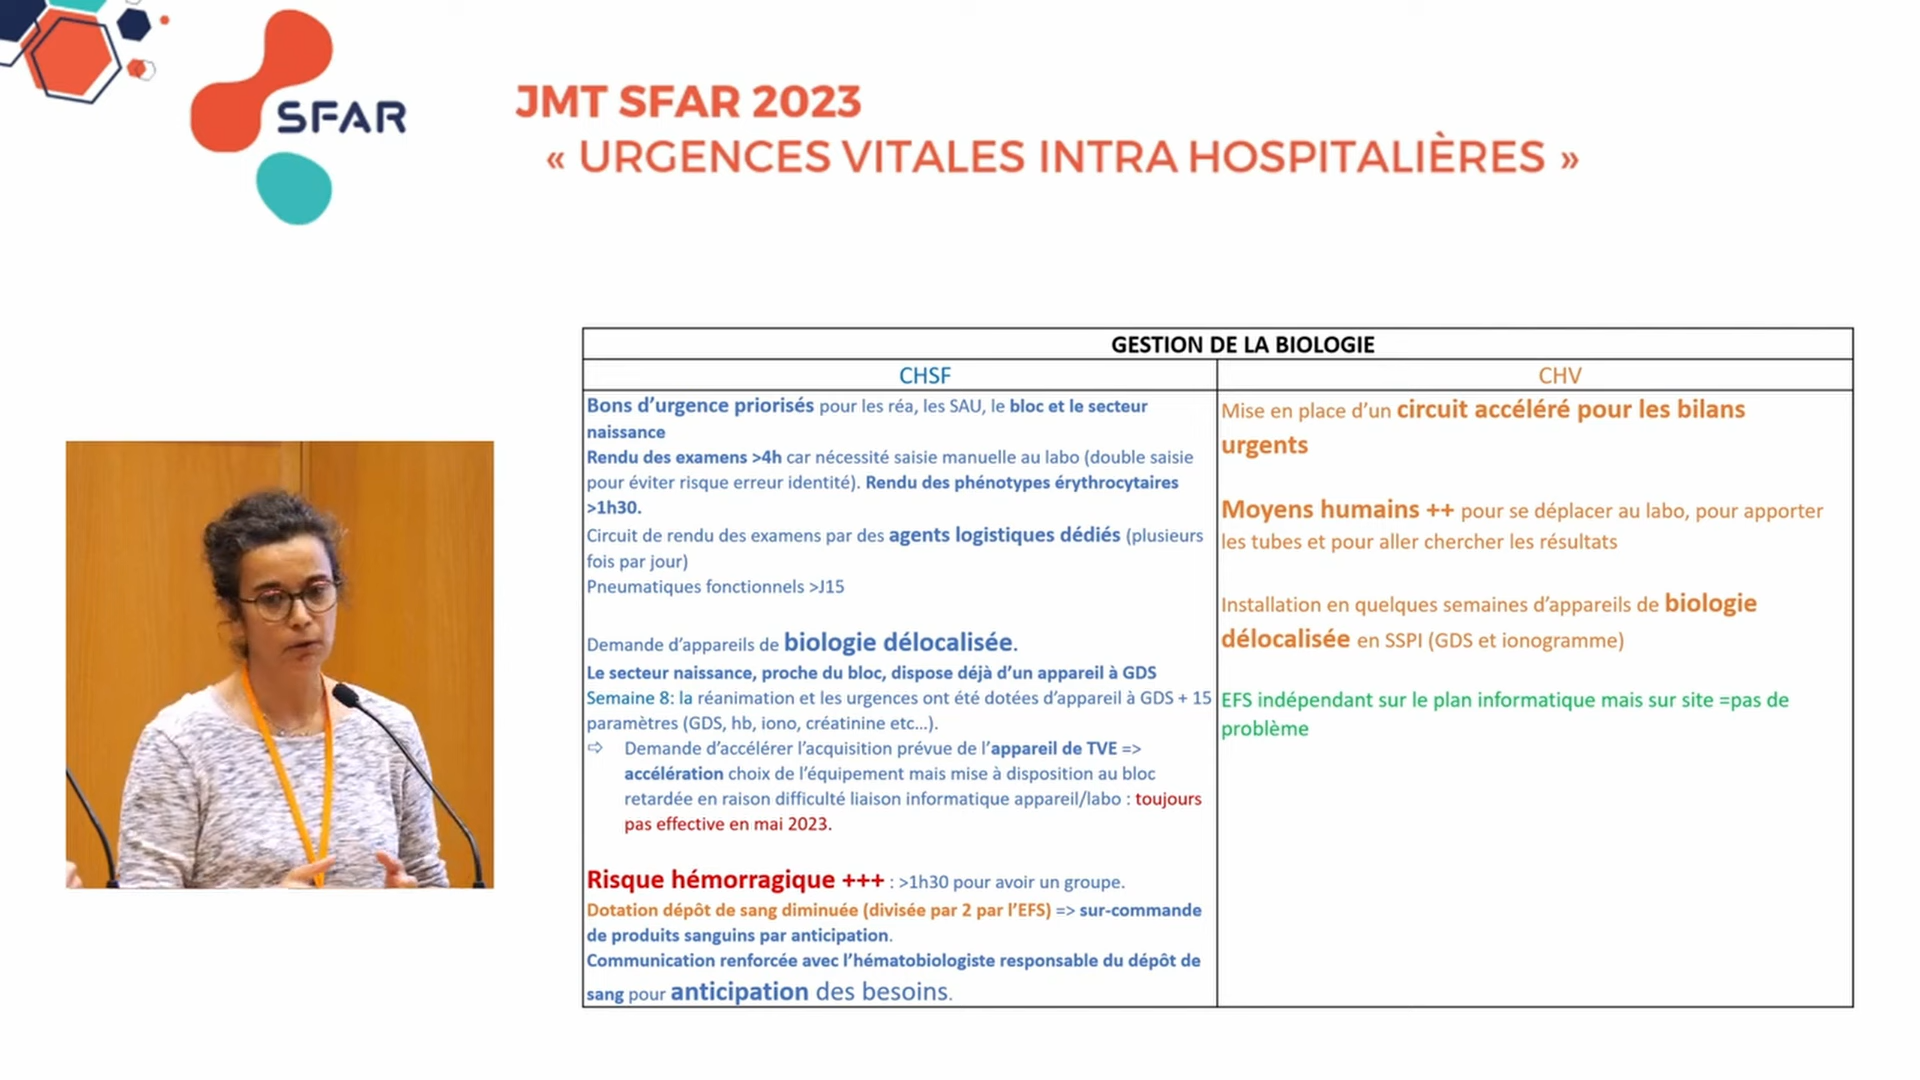 SFAR
JMT SFAR 2023
« URGENCES VITALES INTRA HOSPITALIÈRES »
GESTION DE LA BIOLOGIE
CHSF
Bons d’urgence priorisés pour les réa, les SAU, le bloc et le secteur
naissance
Rendu des examens >4h car nécessité saisie manuelle au labo (double saisie
pour éviter risque erreur identité). Rendu des phénotypes érythrocytaires
>1h30.
Circuit de rendu des examens par des agents logistiques dédiés (plusieurs
fois par jour)
Pneumatiques fonctionnels >J15
Demande d’appareils de biologie délocalisée.
Le secteur naissance, proche du bloc, dispose déjà d’un appareil à GDS
Semaine 8: la réanimation et les urgences ont été dotées d’appareil à GDS + 15
paramètres (GDS, hb, iono, créatinine etc…).
⇨ Demande d’accélérer l’acquisition prévue de l’appareil de TVE =>
accélération choix de l’équipement mais mise à disposition au bloc
retardée en raison difficulté liaison informatique appareil/labo : toujours
pas effective en mai 2023.
Risque hémorragique +++ : >1h30 pour avoir un groupe.
Dotation dépôt de sang diminuée (divisée par 2 par l’EFS) => sur-commande
de produits sanguins par anticipation.
Communication renforcée avec l’hématobiologiste responsable du dépôt de
sang pour anticipation des besoins.
CHV
Mise en place d’un circuit accéléré pour les bilans
urgents
Moyens humains ++ pour se déplacer au labo, pour apporter
les tubes et pour aller chercher les résultats
Installation en quelques semaines d’appareils de biologie
délocalisée en SSPI (GDS et ionogramme)
EFS indépendant sur le plan informatique mais sur site =pas de
problème